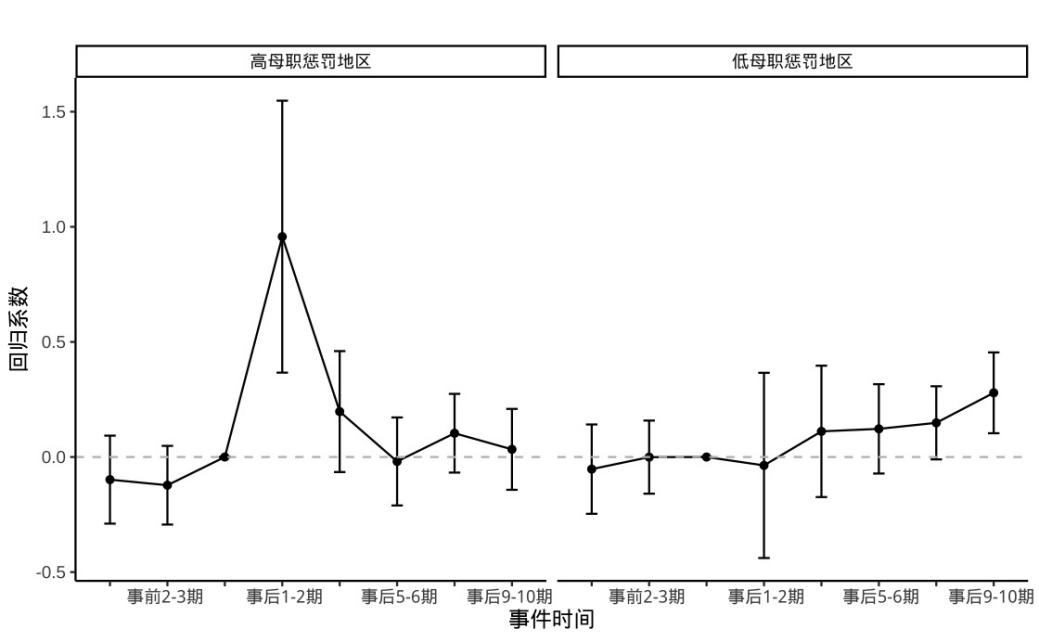 高母职惩罚地区
低母职惩罚地区
回归系数
1.5
1.0
0.5
0.0
-0.5
事前2-3期
事后1-2期
事后5-6期
事后9-10期
事前2-3期
事后1-2期
事后5-6期
事后9-10期
事件时间